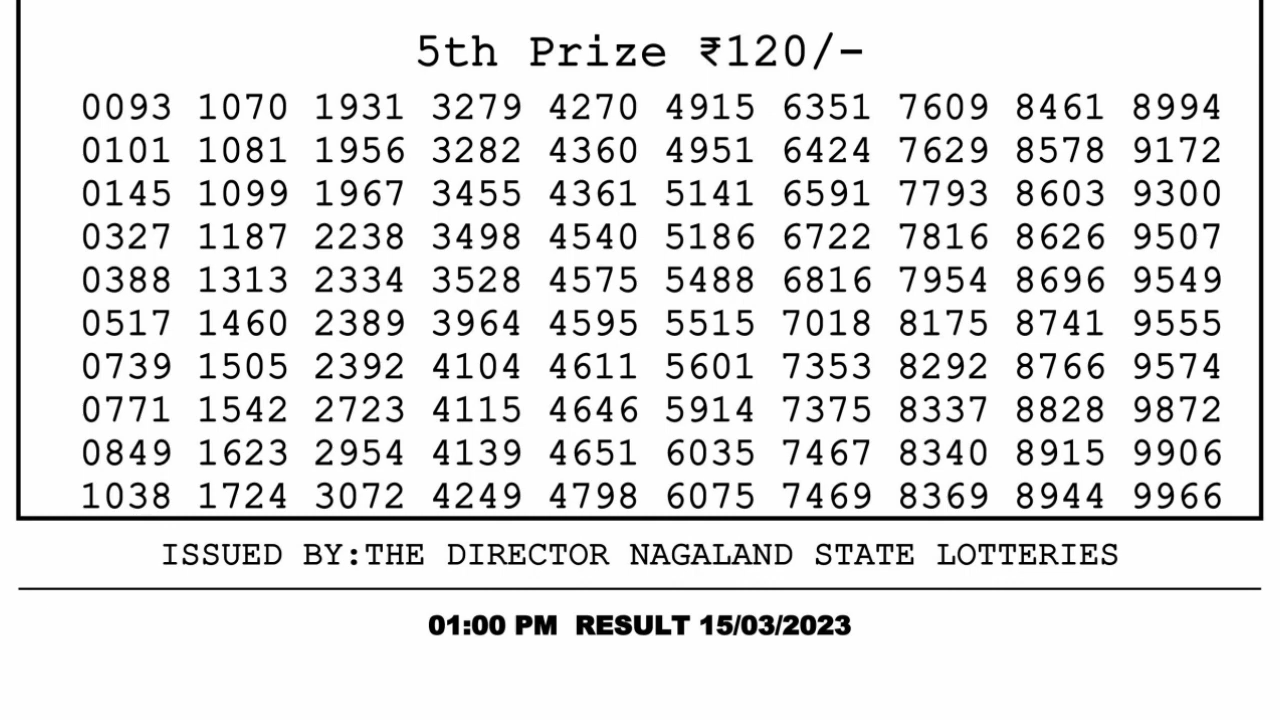 5th Prize ₹120/-
0093 1070 1931 3279 4270 4915 6351 7609 8461 8994
0101 1081 1956 3282 4360 4951 6424 7629 8578 9172
0145 1099 1967 3455 4361 5141 6591 7793 8603 9300
0327 1187 2238 3498 4540 5186 6722 7816 8626 9507
0388 1313 2334 3528 4575 5488 6816 7954 8696 9549
0517 1460 2389 3964 4595 5515 7018 8175 8741 9555
0739 1505 2392 4104 4611 5601 7353 8292 8766 9574
0771 1542 2723 4115 4646 5914 7375 8337 8828 9872
0849 1623 2954 4139 4651 6035 7467 8340 8915 9906
1038 1724 3072 4249 4798 6075 7469 8369 8944 9966
ISSUED BY:THE DIRECTOR NAGALAND STATE LOTTERIES
01:00 PM RESULT 15/03/2023